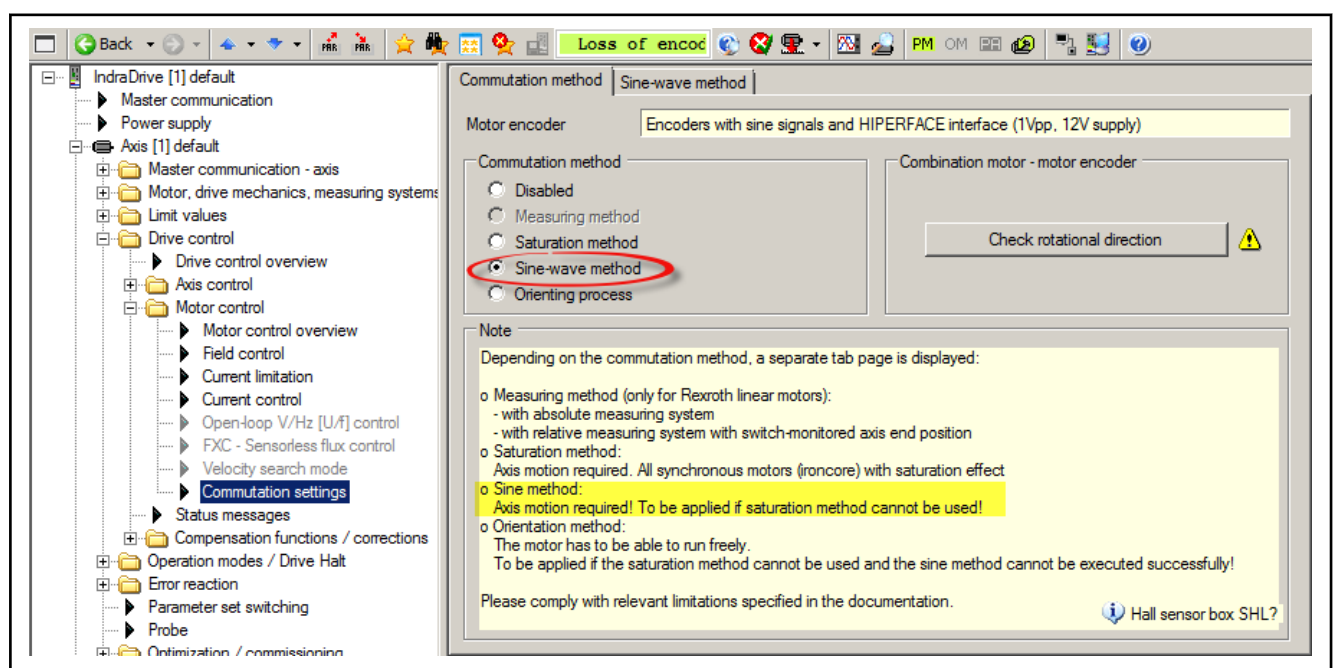 Back
PAR
PAR
Loss of encod
PM OM
IndraDrive [1] default
Master communication
Power supply
Axis [1] default
Master communication - axis
Motor, drive mechanics, measuring systems
Limit values
Drive control
Drive control overview
Axis control
Motor control
Motor control overview
Field control
Current limitation
Current control
Open-loop V/Hz [U/f] control
FXC - Sensorless flux control
Velocity search mode
Commutation settings
Status messages
Compensation functions / corrections
Operation modes / Drive Halt
Error reaction
Parameter set switching
Probe
Optimization / commissioning
Commutation method
Sine-wave method
Motor encoder
Encoders with sine signals and HIPERFACE interface (1Vpp, 12V supply)
Commutation method
Disabled
Measuring method
Saturation method
Sine-wave method
Orienting process
Combination motor - motor encoder
Check rotational direction
Note
Depending on the commutation method, a separate tab page is displayed:
o Measuring method (only for Rexroth linear motors):
- with absolute measuring system
- with relative measuring system with switch-monitored axis end position
o Saturation method:
Axis motion required. All synchronous motors (ironcore) with saturation effect
o Sine method:
Axis motion required! To be applied if saturation method cannot be used!
o Orientation method:
The motor has to be able to run freely.
To be applied if the saturation method cannot be used and the sine method cannot be executed successfully!
Please comply with relevant limitations specified in the documentation.
Hall sensor box SHL?